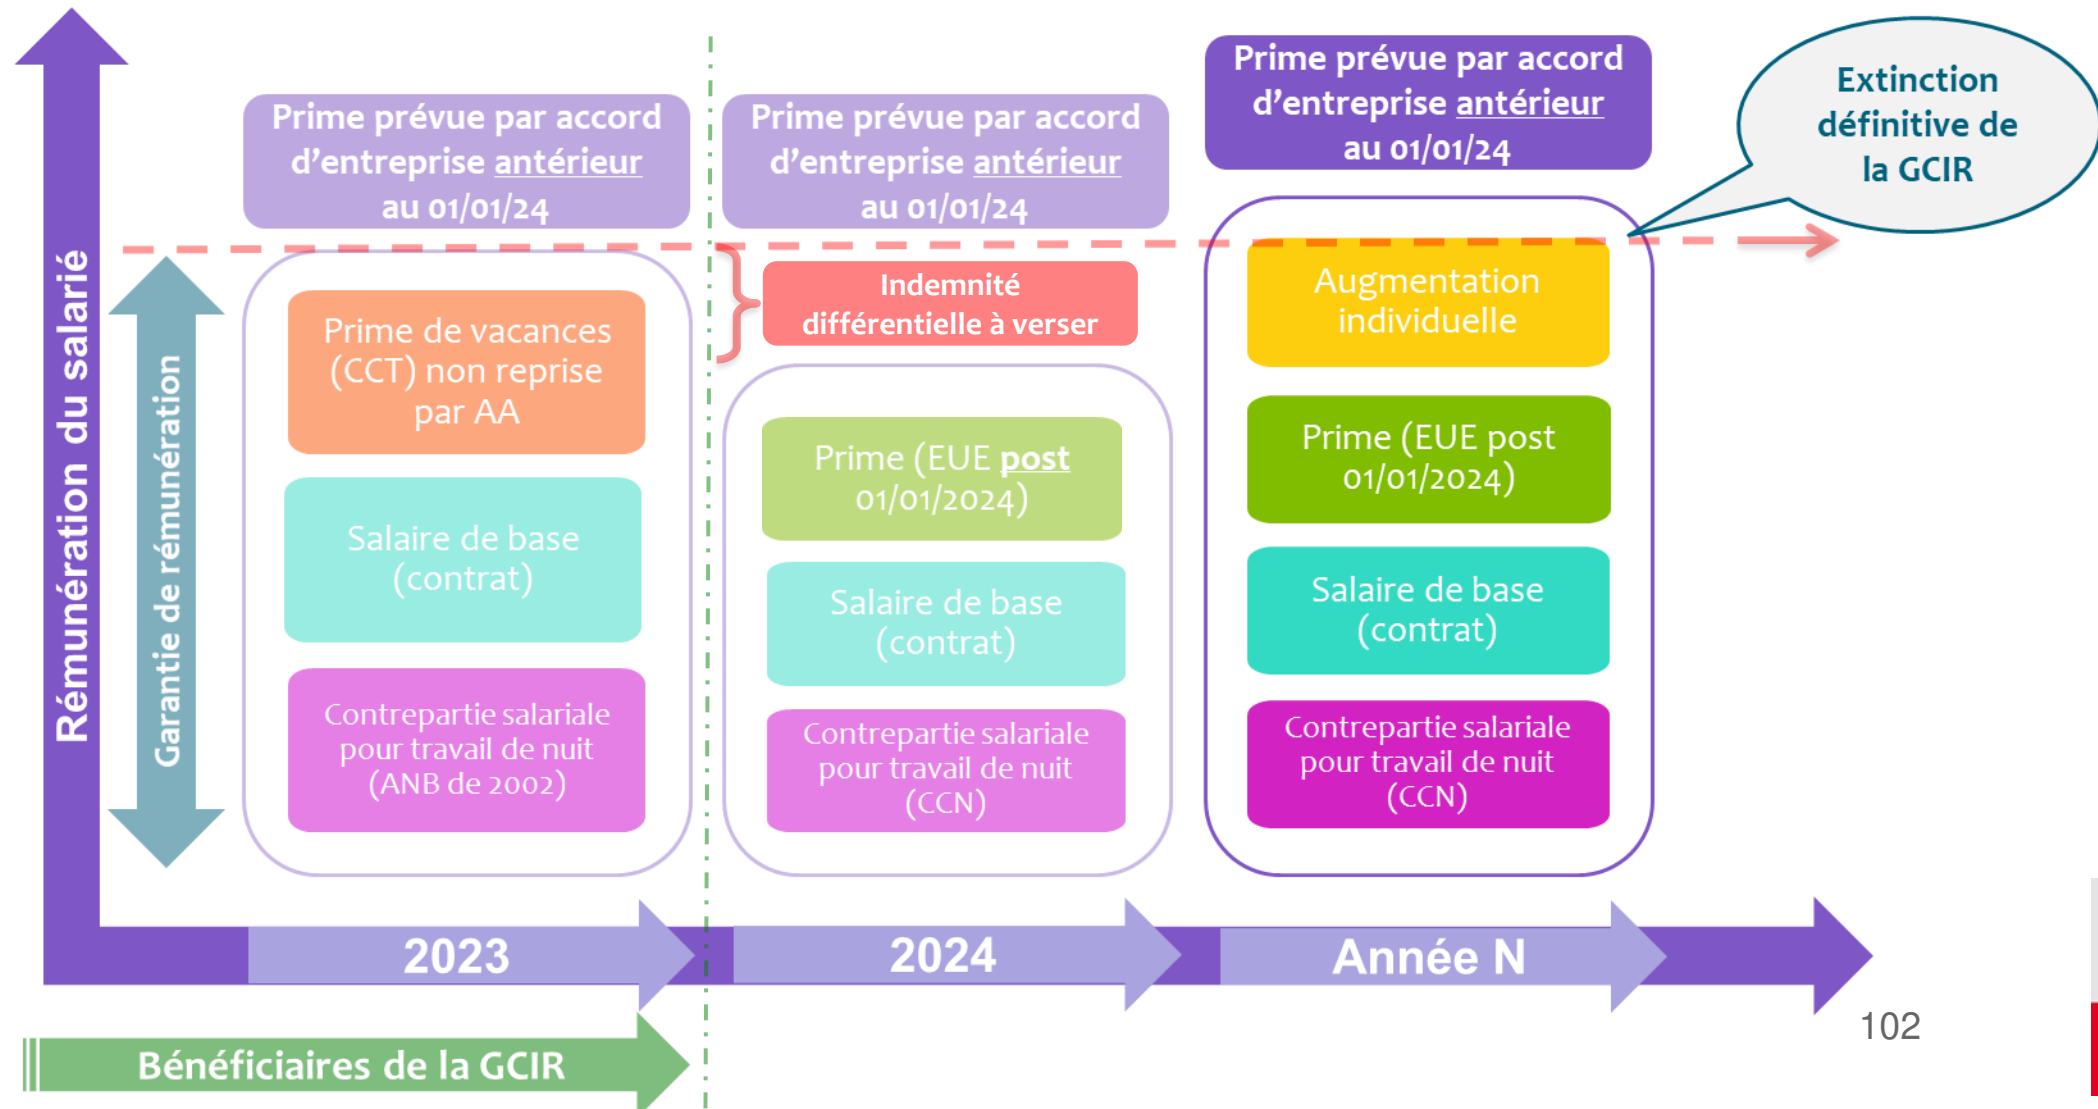 Rémunération du salarié
Garantie de rémunération
Prime prévue par accord
d’entreprise antérieur
au 01/01/24
Prime de vacances
(CCT) non reprise
par AA
Salaire de base
(contrat)
Contrepartie salariale
pour travail de nuit
(ANB de 2002)
Prime prévue par accord
d’entreprise antérieur
au 01/01/24
Indemnité
différentielle à verser
Prime (EUE post
01/01/2024)
Salaire de base
(contrat)
Contrepartie salariale
pour travail de nuit
(CCN)
Prime prévue par accord
d’entreprise antérieur
au 01/01/24
Augmentation
individuelle
Prime (EUE post
01/01/2024)
Salaire de base
(contrat)
Contrepartie salariale
pour travail de nuit
(CCN)
Extinction
définitive de
la GCIR
2023
2024
Année N
Bénéficiaires de la GCIR
102